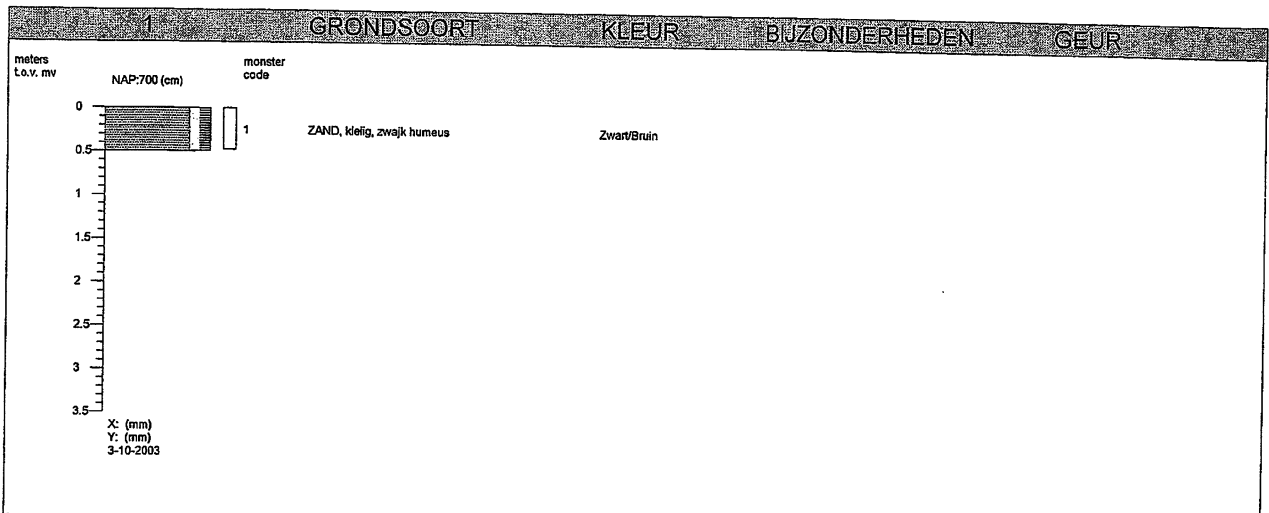 1 GRONDSOORT KLEUR BIJZONDERHEDEN GEUR
meters
t.o.v. mv
NAP:700 (cm)
monster
code
0
1 ZAND, kleiig, zwajk humeus Zwart/Bruin
0.5
1
1.5
2
2.5
3
3.5
X: (mm)
Y: (mm)
3-10-2003